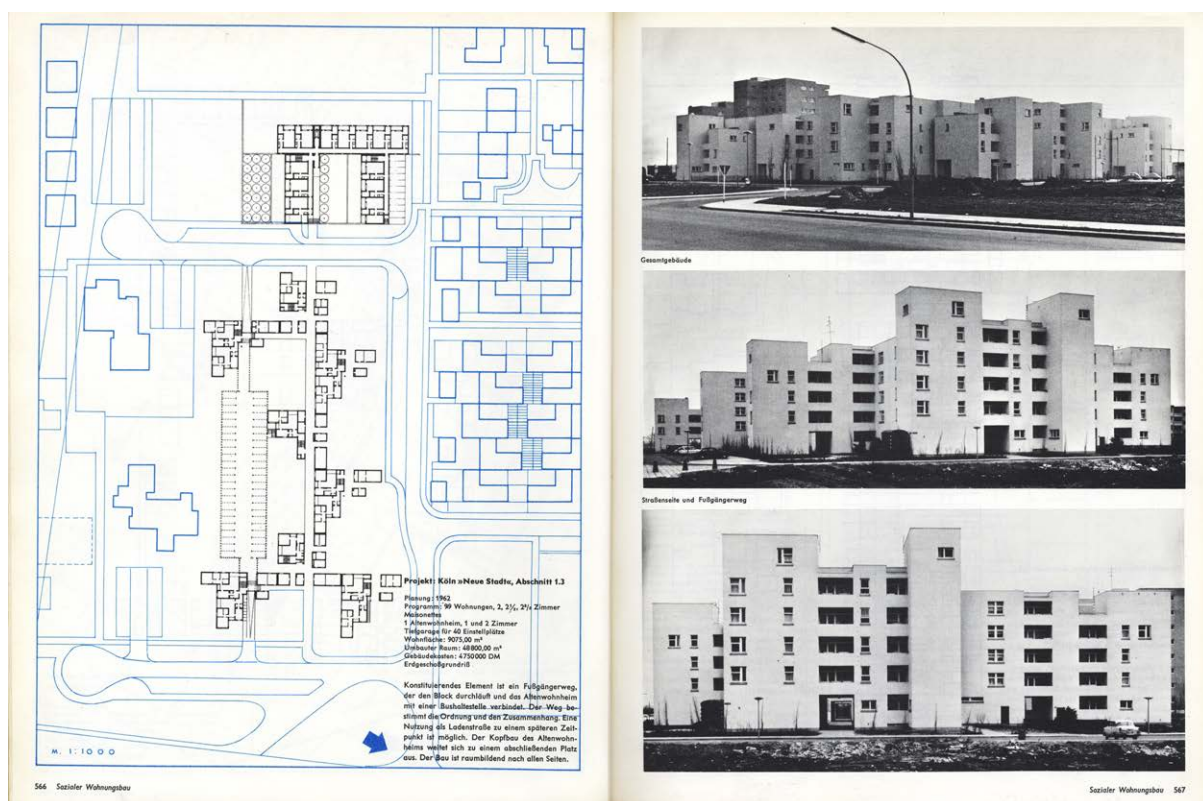 Projekt: Köln »Neue Stadt«, Abschnitt 1.3
Planung: 1962
Programm: 99 Wohnungen, 2, 2½, 2²/₂ Zimmer
Maisonettes
1 Altenwohnheim, 1 und 2 Zimmer
Tiefgarage für 40 Einstellplätze
Wohnfläche: 9075,00 m²
Umbauter Raum: 48800,00 m³
Gebäudekosten: 4750000 DM
Erdgeschoßgrundriß
Konstituierendes Element ist ein Fußgängerweg,
der den Block durchläuft und das Altenwohnheim
mit einer Bushaltestelle verbindet. Der Weg be-
stimmt die Ordnung und den Zusammenhang. Eine
Nutzung als Ladenstraße zu einem späteren Zeit-
punkt ist möglich. Der Kopfbau des Altenwohn-
heims weitet sich zu einem abschließenden Platz
aus. Der Bau ist raumbildend nach allen Seiten.
M. 1:1000
566 Sozialer Wohnungsbau
Gesamtgebäude
Straßenseite und Fußgängerweg
Sozialer Wohnungsbau 567